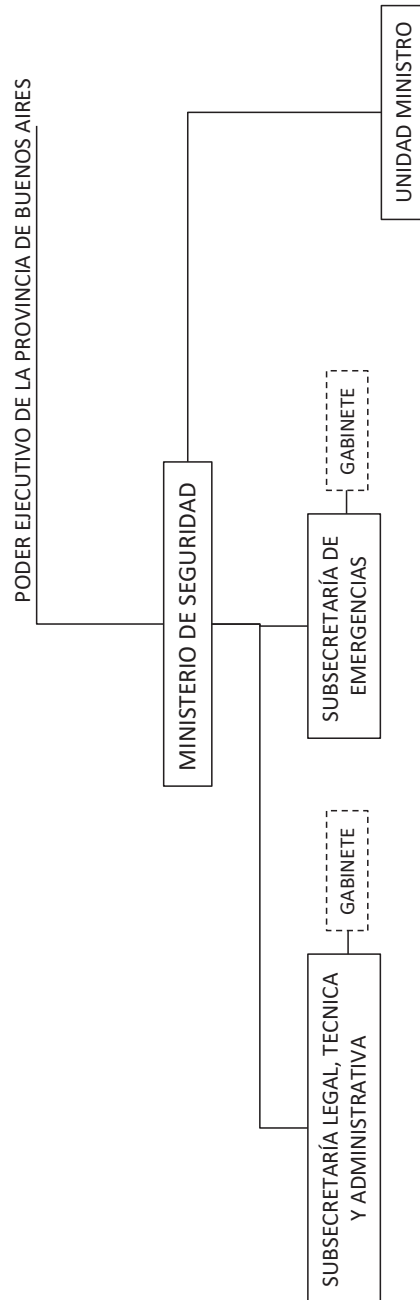 PODER EJECUTIVO DE LA PROVINCIA DE BUENOS AIRES
MINISTERIO DE SEGURIDAD
SUBSECRETARÍA LEGAL, TECNICA
Y ADMINISTRATIVA
GABINETE
SUBSECRETARÍA DE
EMERGENCIAS
GABINETE
UNIDAD MINISTRO